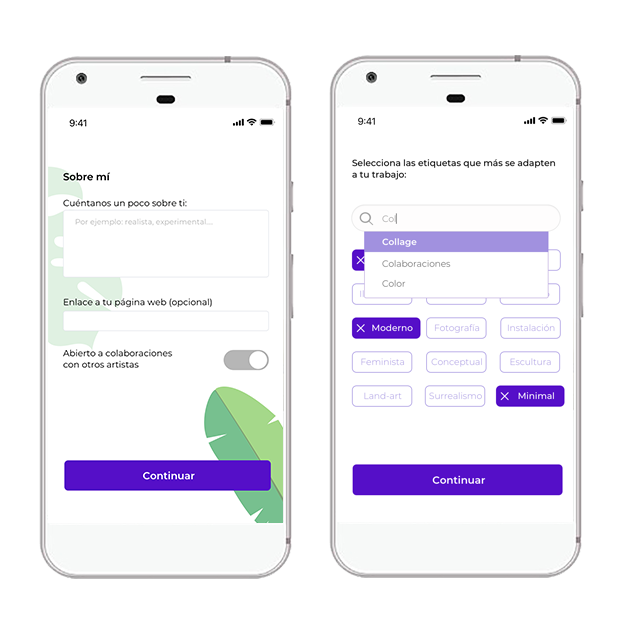 9:41
Sobre mí
Cuéntanos un poco sobre ti:
Por ejemplo: realista, experimental....
Enlace a tu página web (opcional)
Abierto a colaboraciones
con otros artistas
Continuar
9:41
Selecciona las etiquetas que más se adapten
a tu trabajo:
Col
Collage
Colaboraciones
Color
Moderno
Fotografía
Instalación
Feminista
Conceptual
Escultura
Land-art
Surrealismo
Minimal
Continuar